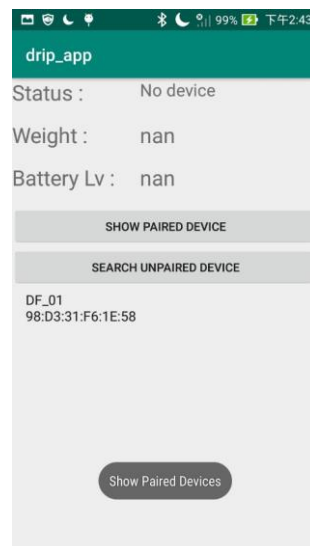 99% 下午2:43
drip_app
Status : No device
Weight : nan
Battery Lv : nan
SHOW PAIRED DEVICE
SEARCH UNPAIRED DEVICE
DF_01
98:D3:31:F6:1E:58
Show Paired Devices